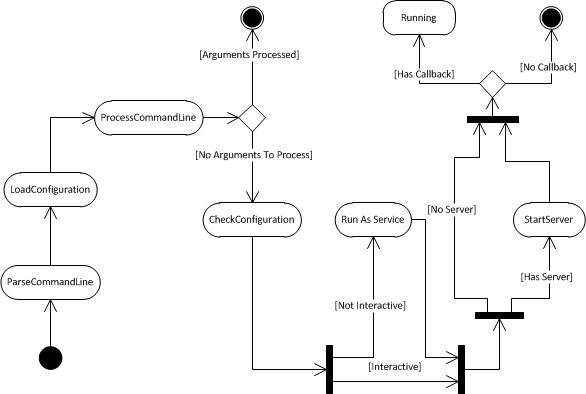 Running
[Arguments Processed]
[Has Callback]
[No Callback]
ProcessCommandLine
[No Arguments To Process]
LoadConfiguration
CheckConfiguration
Run As Service
[No Server]
StartServer
ParseCommandLine
[Has Server]
[Not Interactive]
[Interactive]